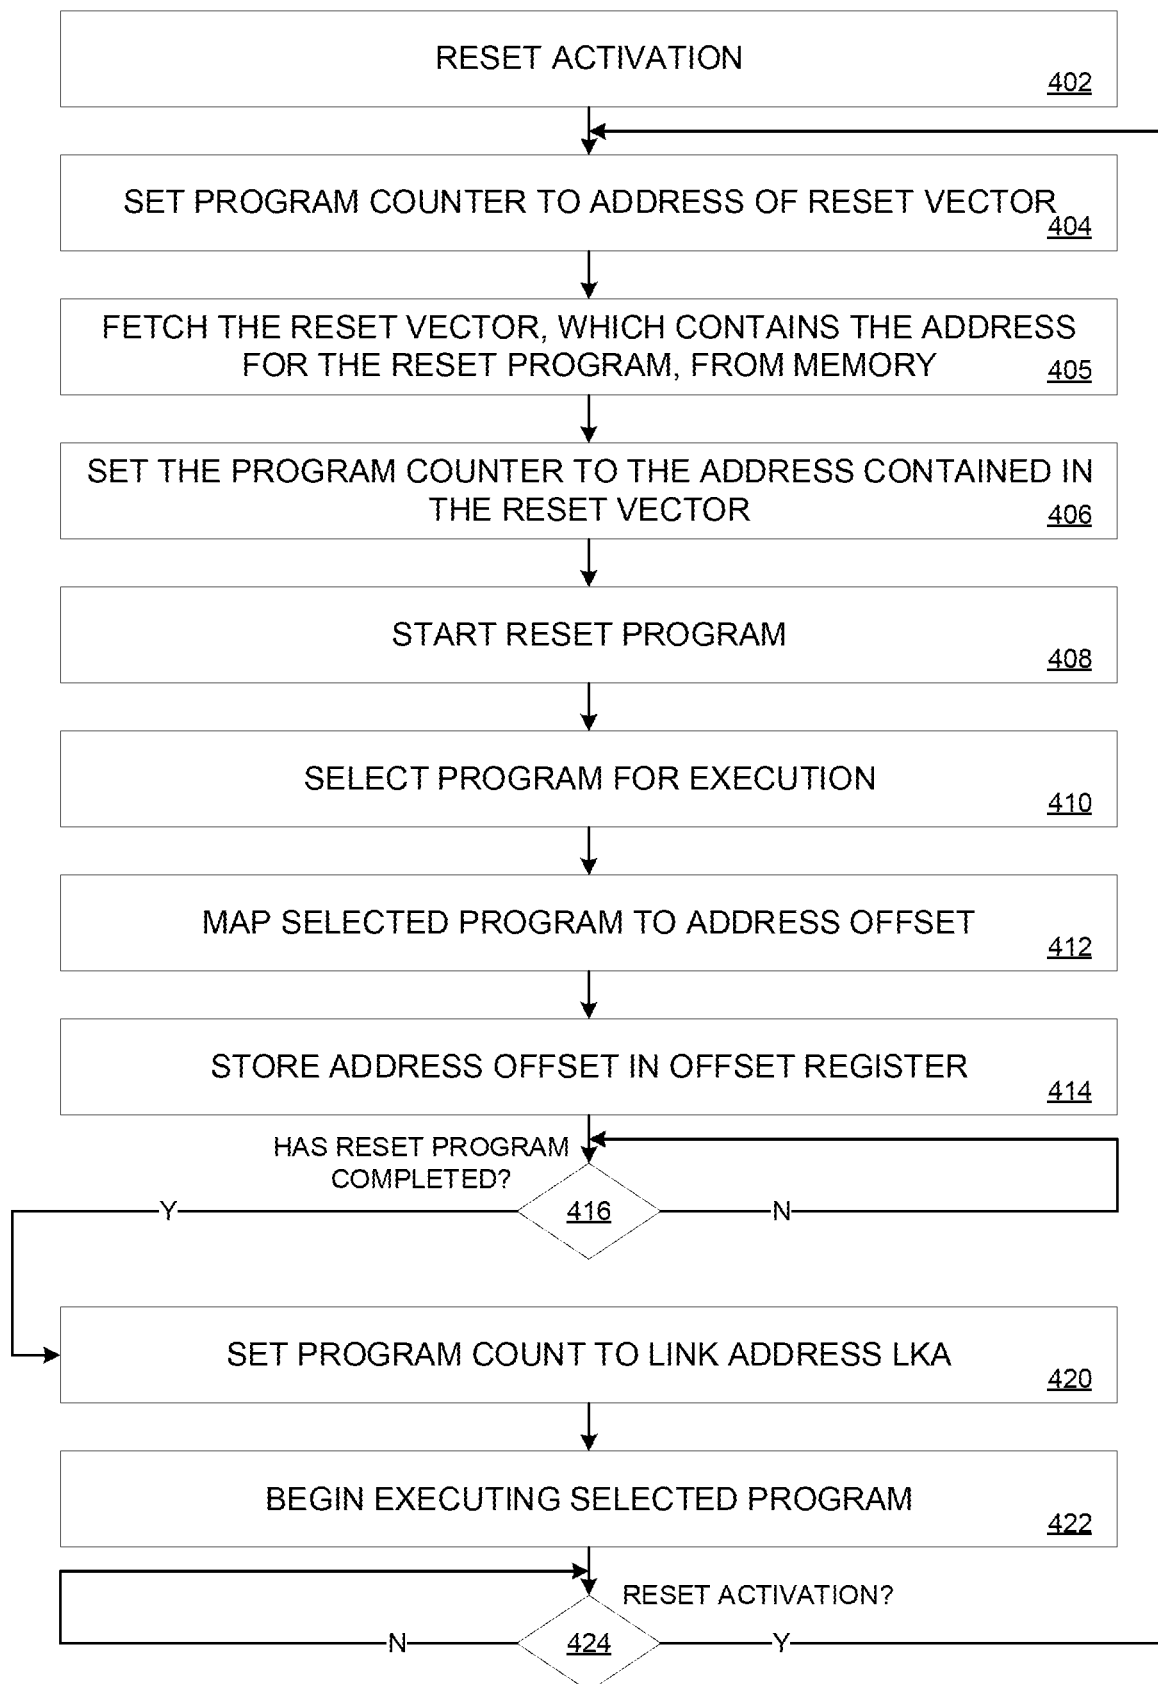 RESET ACTIVATION
402
SET PROGRAM COUNTER TO ADDRESS OF RESET VECTOR
404
FETCH THE RESET VECTOR, WHICH CONTAINS THE ADDRESS
FOR THE RESET PROGRAM, FROM MEMORY
405
SET THE PROGRAM COUNTER TO THE ADDRESS CONTAINED IN
THE RESET VECTOR
406
START RESET PROGRAM
408
SELECT PROGRAM FOR EXECUTION
410
MAP SELECTED PROGRAM TO ADDRESS OFFSET
412
STORE ADDRESS OFFSET IN OFFSET REGISTER
414
HAS RESET PROGRAM
COMPLETED?
Y
416
N
SET PROGRAM COUNT TO LINK ADDRESS LKA
420
BEGIN EXECUTING SELECTED PROGRAM
422
RESET ACTIVATION?
N
424
Y